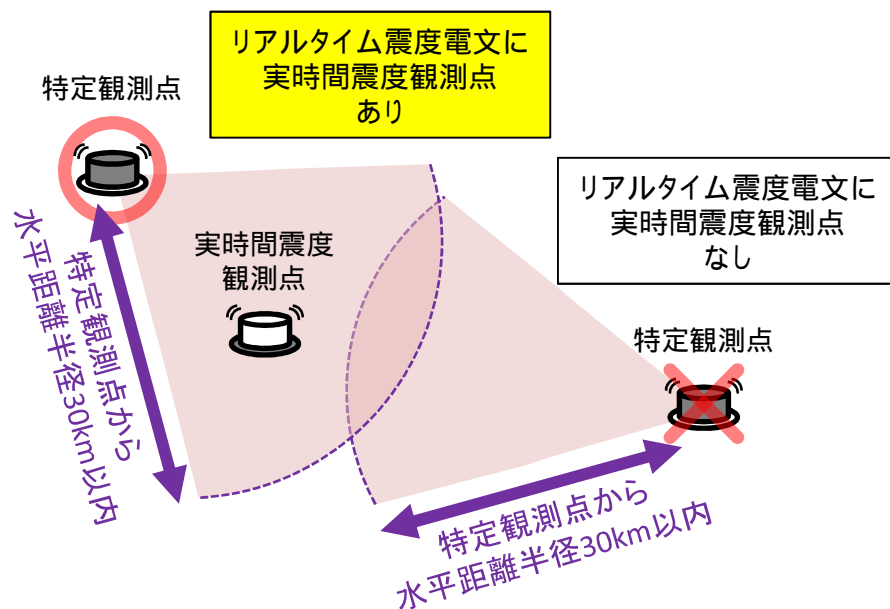 リアルタイム震度電文に
実時間震度観測点
あり
特定観測点
リアルタイム震度電文に
実時間震度観測点
なし
実時間震度
観測点
特定観測点から
水平距離半径30km以内
特定観測点
特定観測点から
水平距離半径30km以内